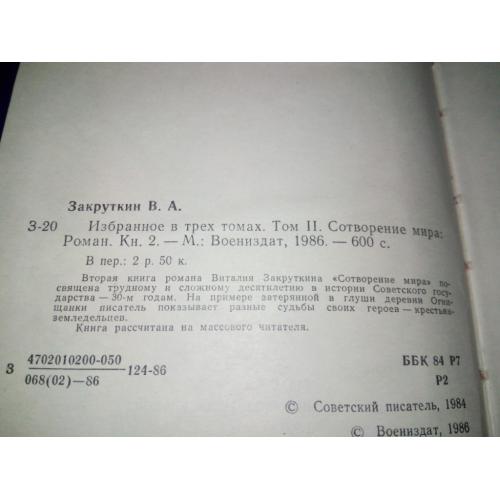 Закруткин В. А.
З-20 Избранное в трех томах. Том II. Сотворение мира:
Роман. Кн. 2. — М.: Воениздат, 1986. — 600 с.
В пер.: 2 р. 50 к.
Вторая книга романа Виталия Закруткина «Сотворение мира» по-
священа трудному и сложному десятилетию в истории Советского госу-
дарства — 30-м годам. На примере затерянной в глуши деревни Огни-
щанки писатель показывает разные судьбы своих героев — крестьян-
земледельцев.
Книга рассчитана на массового читателя.
З 4702010200-050 124-86 ББК 84 Р7
068(02)—86 Р2
© Советский писатель, 1984
© Воениздат, 1986